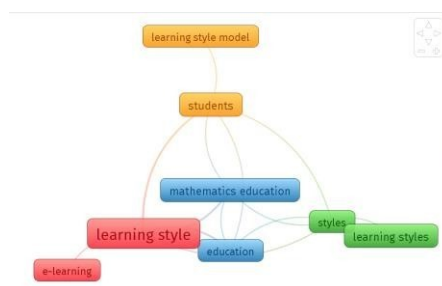 learning style model
students
mathematics education
styles
learning style
learning styles
education
e-learning